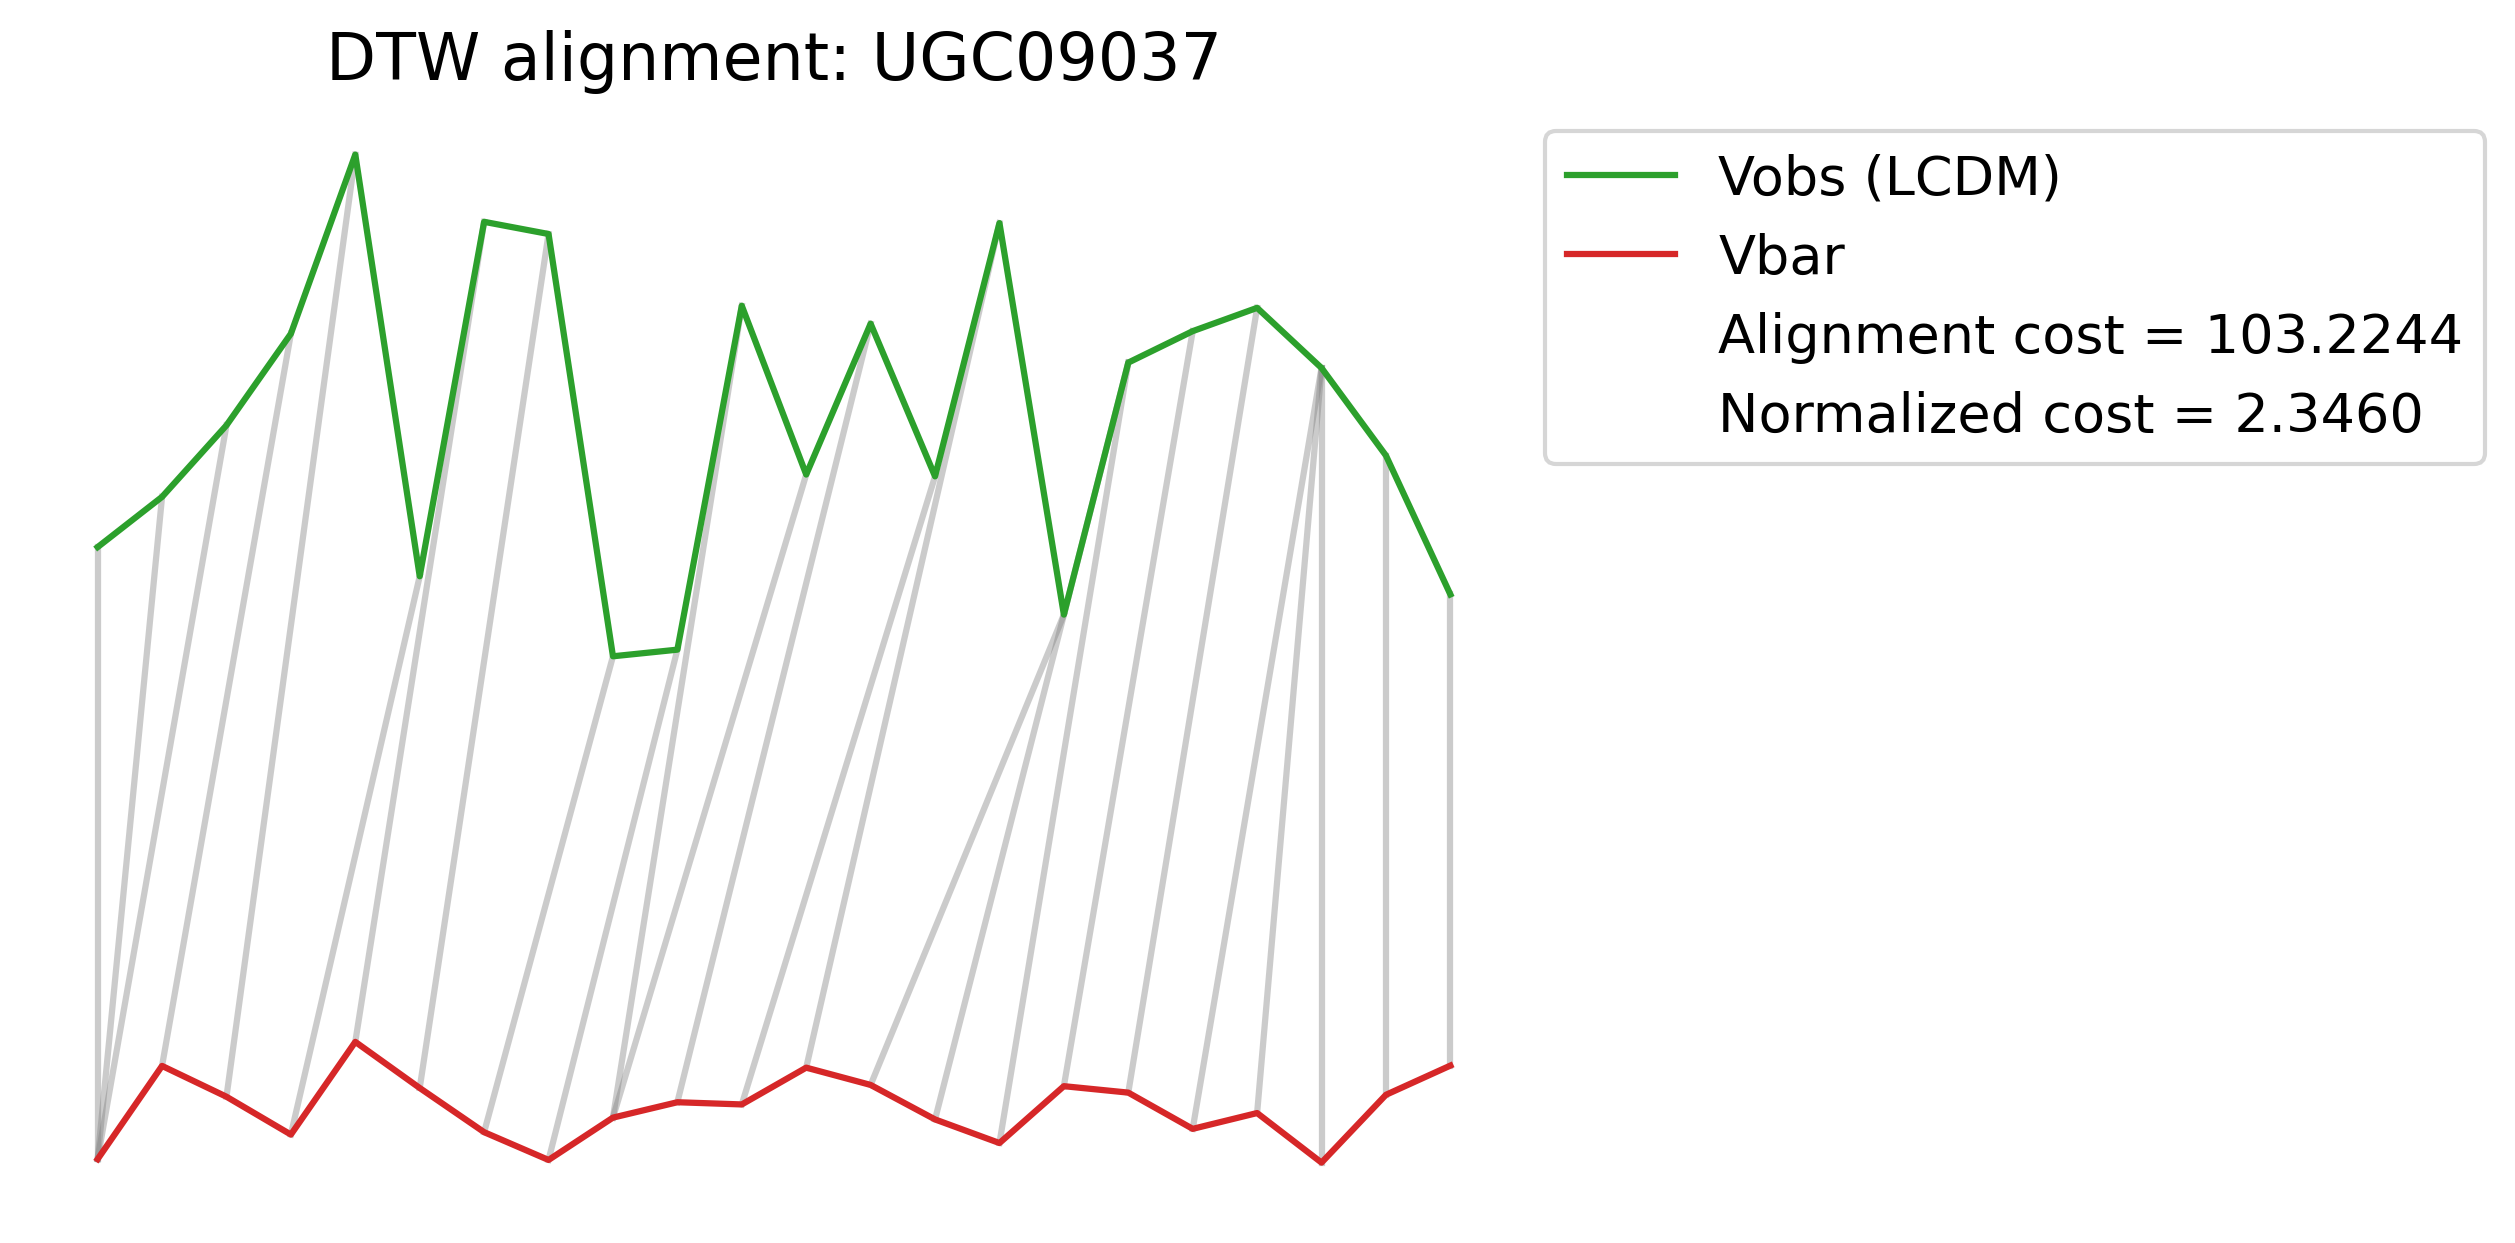 DTW alignment: UGC09037
Vobs (LCDM)
Vbar
Alignment cost = 103.2244
Normalized cost = 2.3460